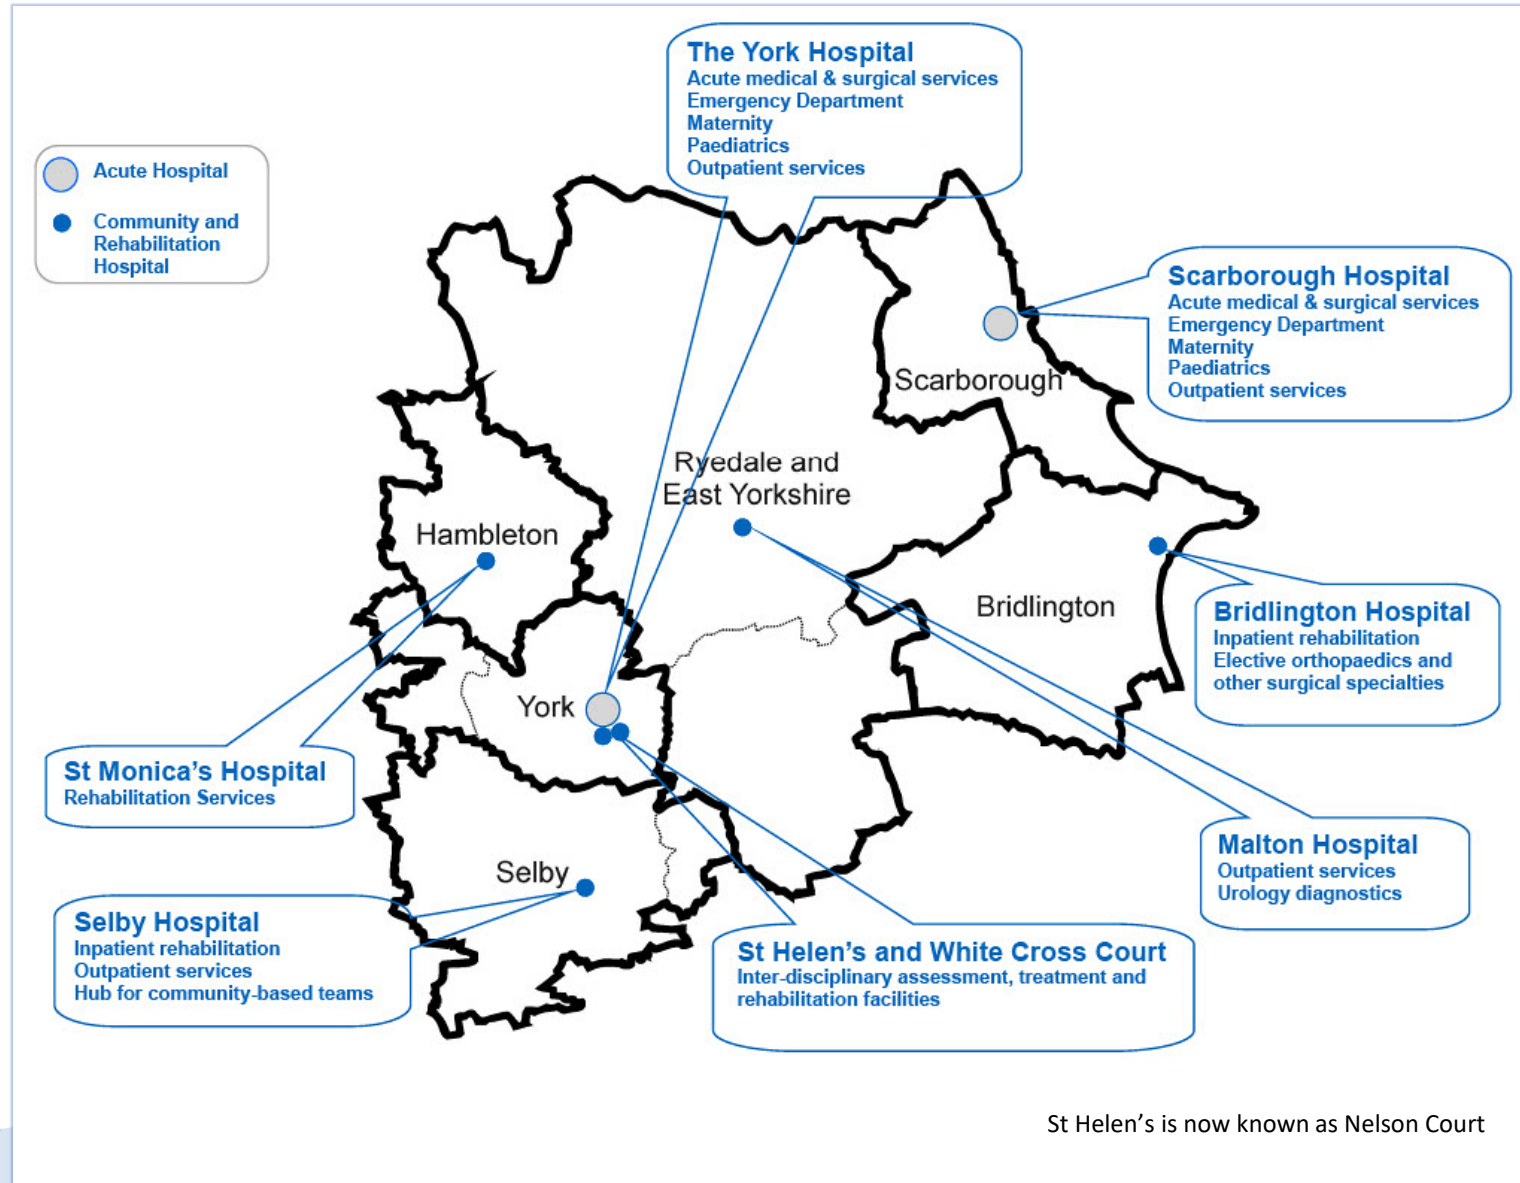 The York Hospital
Acute medical & surgical services
Emergency Department
Maternity
Paediatrics
Outpatient services
Acute Hospital
Community and
Rehabilitation
Hospital
Scarborough Hospital
Acute medical & surgical services
Emergency Department
Maternity
Paediatrics
Outpatient services
Scarborough
Ryedale and
East Yorkshire
Hambleton
Bridlington
Bridlington Hospital
Inpatient rehabilitation
Elective orthopaedics and
other surgical specialties
York
St Monica's Hospital
Rehabilitation Services
Malton Hospital
Outpatient services
Urology diagnostics
Selby
Selby Hospital
Inpatient rehabilitation
Outpatient services
Hub for community-based teams
St Helen's and White Cross Court
Inter-disciplinary assessment, treatment and
rehabilitation facilities
St Helen's is now known as Nelson Court